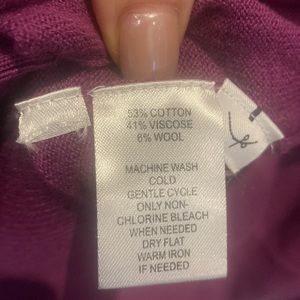 53% COTTON
41% VISCOSE
6% WOOL
MACHINE WASH
COLD
GENTLE CYCLE
ONLY NON-
CHLORINE BLEACH
WHEN NEEDED
DRY FLAT
WARM IRON
IF NEEDED